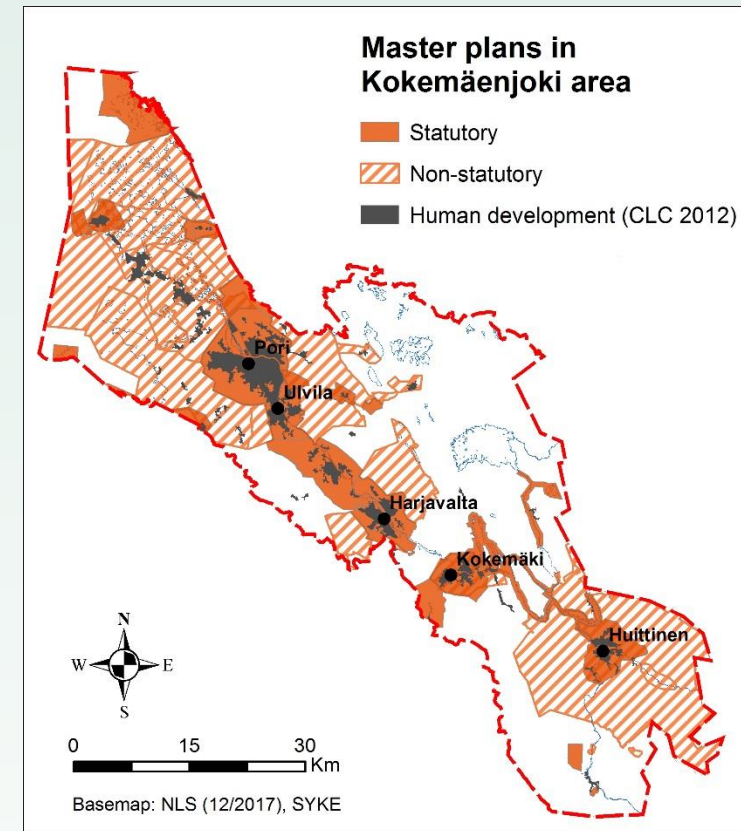 Master plans in
Kokemäenjoki area
Statutory
Non-statutory
Human development (CLC 2012)
Pori
Ulvila
Harjavalta
Kokemäki
Huittinen
N
W E
S
0 15 30
Km
Basemap: NLS (12/2017), SYKE